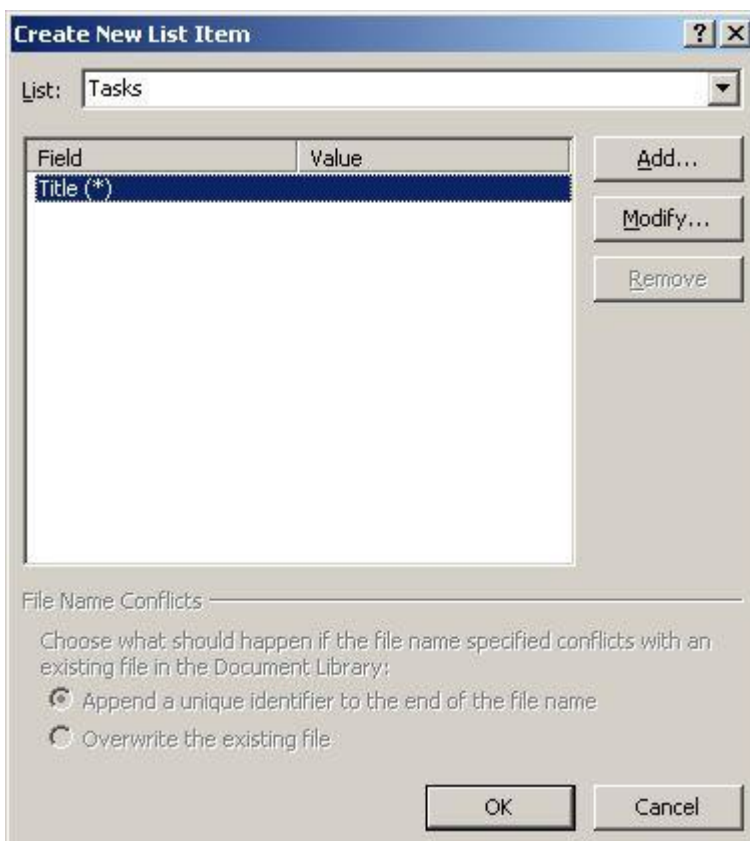 Create New List Item
List: Tasks
Field Value
Title (*)
Add...
Modify...
Remove
File Name Conflicts
Choose what should happen if the file name specified conflicts with an
existing file in the Document Library:
Append a unique identifier to the end of the file name
Overwrite the existing file
OK Cancel